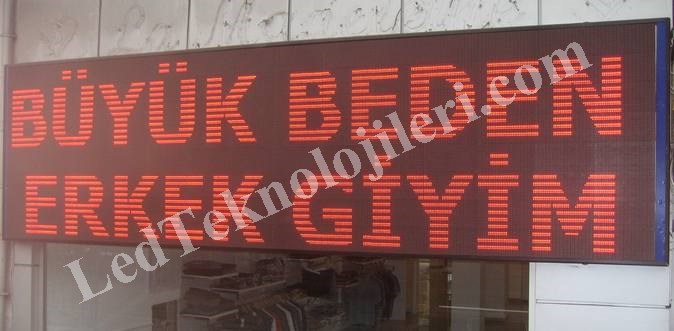 BÜYÜK BEDEN
ERKEK GİYİM
LedTeknolojileri.com